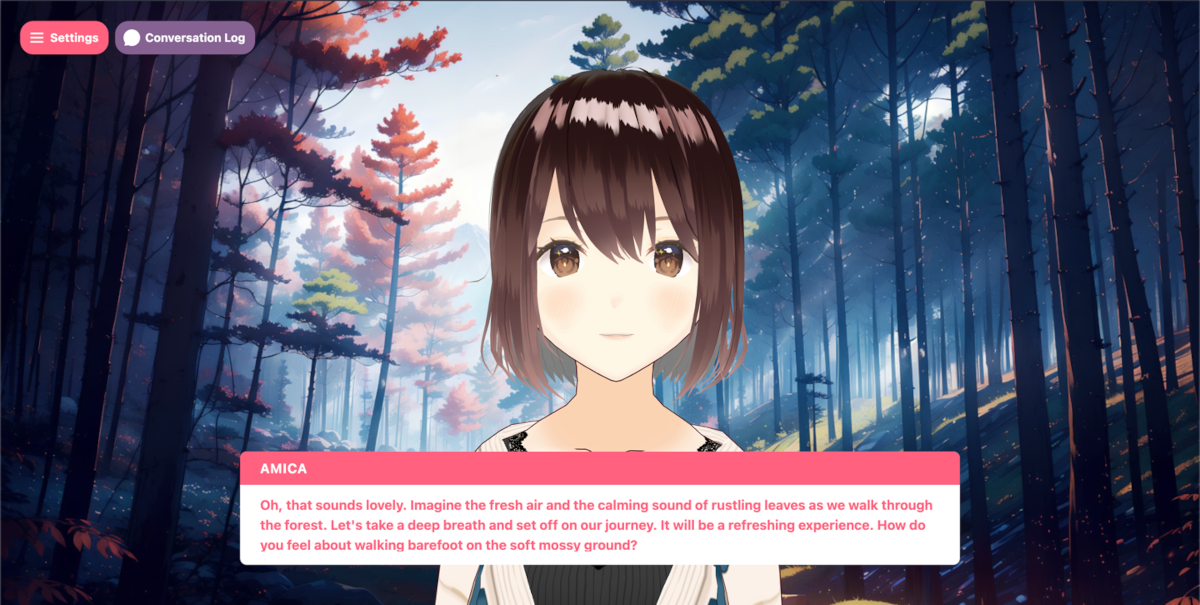 Settings
Conversation Log
AMICA
Oh, that sounds lovely. Imagine the fresh air and the calming sound of rustling leaves as we walk through
the forest. Let's take a deep breath and set off on our journey. It will be a refreshing experience. How do
you feel about walking barefoot on the soft mossy ground?